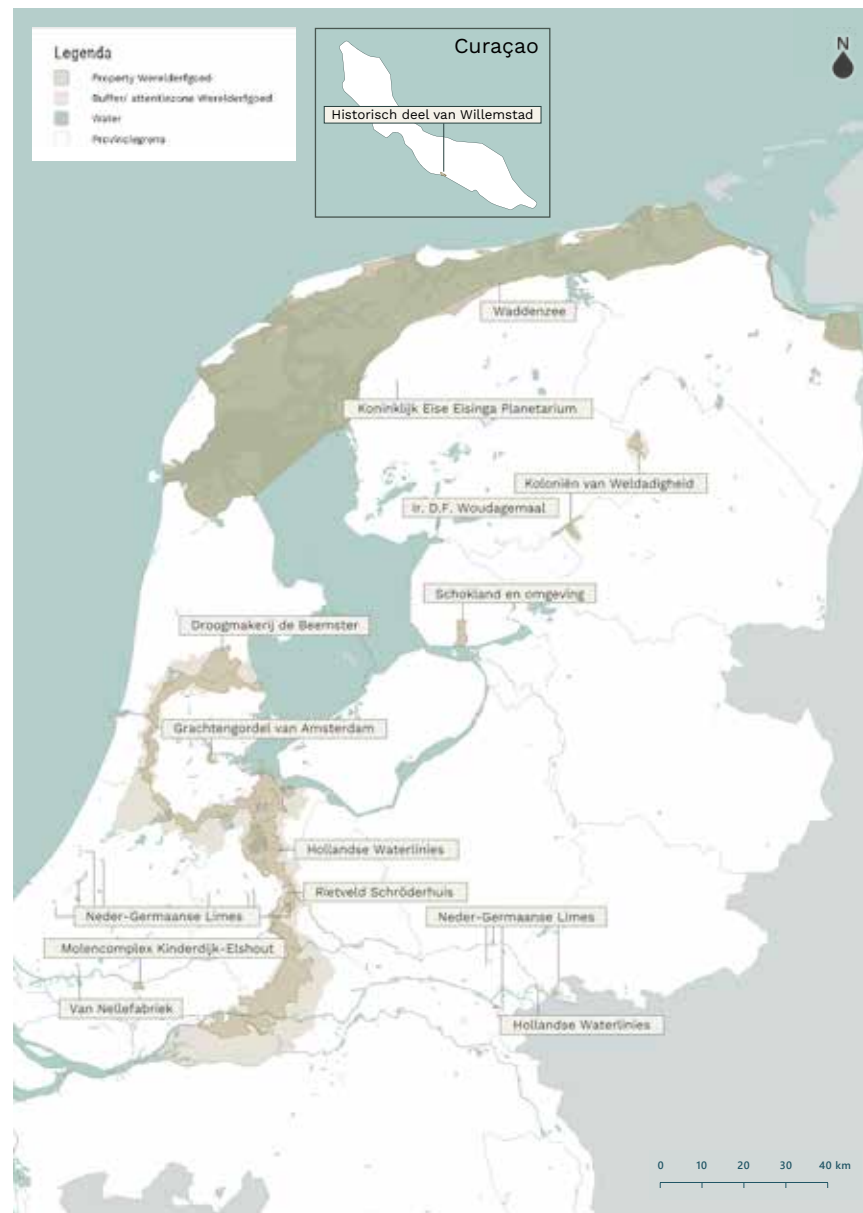 Legenda
Property Werelderfgoed
Buffer/ attentiezone Werelderfgoed
Water
Provinciegrens
Curaçao
Historisch deel van Willemstad
N
Waddenzee
Koninklijk Eise Eisinga Planetarium
Koloniën van Weldadigheid
Ir. D.F. Woudagemaal
Schokland en omgeving
Droogmakerij de Beemster
Grachtengordel van Amsterdam
Hollandse Waterlinies
Rietveld Schröderhuis
Neder-Germaanse Limes
Neder-Germaanse Limes
Molencomplex Kinderdijk-Elshout
Van Nellefabriek
Hollandse Waterlinies
0 10 20 30 40 km